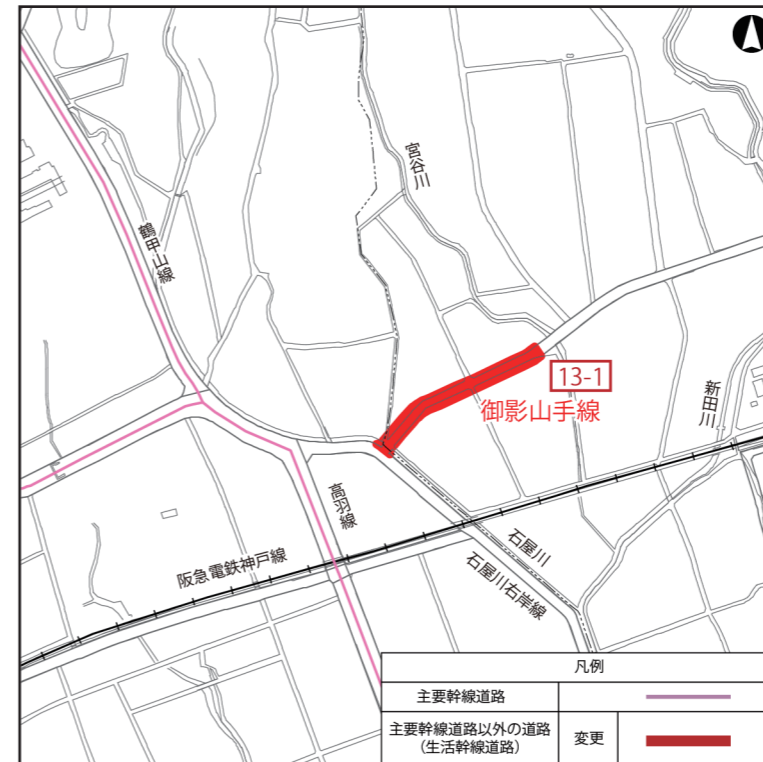 宮谷川
鶴甲山線
13-1
御影山手線
新田川
高羽線
石屋川
石屋川右岸線
阪急電鉄神戸線
凡例
主要幹線道路
主要幹線道路以外の道路
(生活幹線道路)
変更